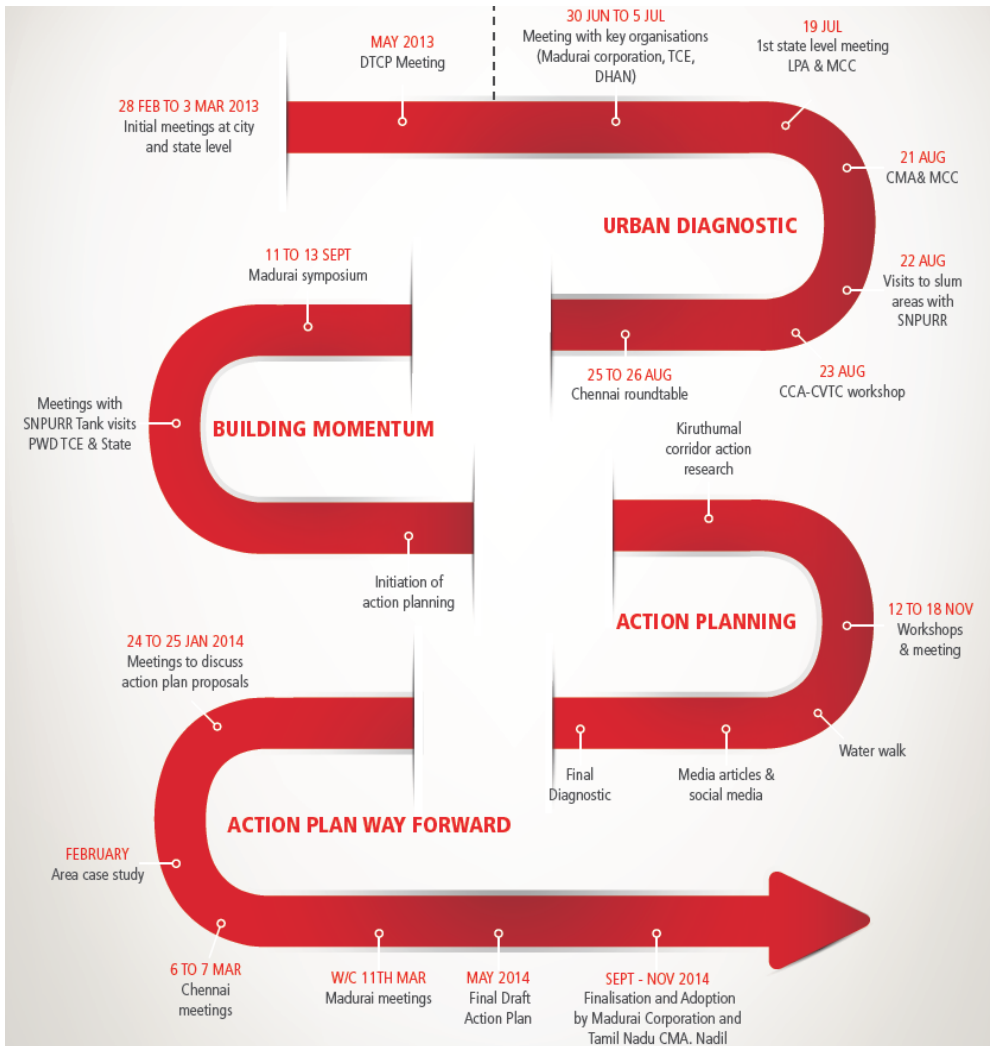 28 FEB TO 3 MAR 2013
Initial meetings at city
and state level
MAY 2013
DTCP Meeting
30 JUN TO 5 JUL
Meeting with key organisations
(Madurai corporation, TCE,
DHAN)
19 JUL
1st state level meeting
LPA & MCC
21 AUG
CMA& MCC
URBAN DIAGNOSTIC
22 AUG
Visits to slum
areas with
SNPURR
23 AUG
CCA-CVTC workshop
25 TO 26 AUG
Chennai roundtable
11 TO 13 SEPT
Madurai symposium
Meetings with
SNPURR Tank visits
PWD TCE & State
BUILDING MOMENTUM
Initiation of
action planning
Kiruthumal
corridor action
research
ACTION PLANNING
12 TO 18 NOV
Workshops
& meeting
Water walk
Media articles &
social media
Final
Diagnostic
24 TO 25 JAN 2014
Meetings to discuss
action plan proposals
ACTION PLAN WAY FORWARD
FEBRUARY
Area case study
6 TO 7 MAR
Chennai
meetings
W/C 11TH MAR
Madurai meetings
MAY 2014
Final Draft
Action Plan
SEPT - NOV 2014
Finalisation and Adoption
by Madurai Corporation and
Tamil Nadu CMA. Nadil